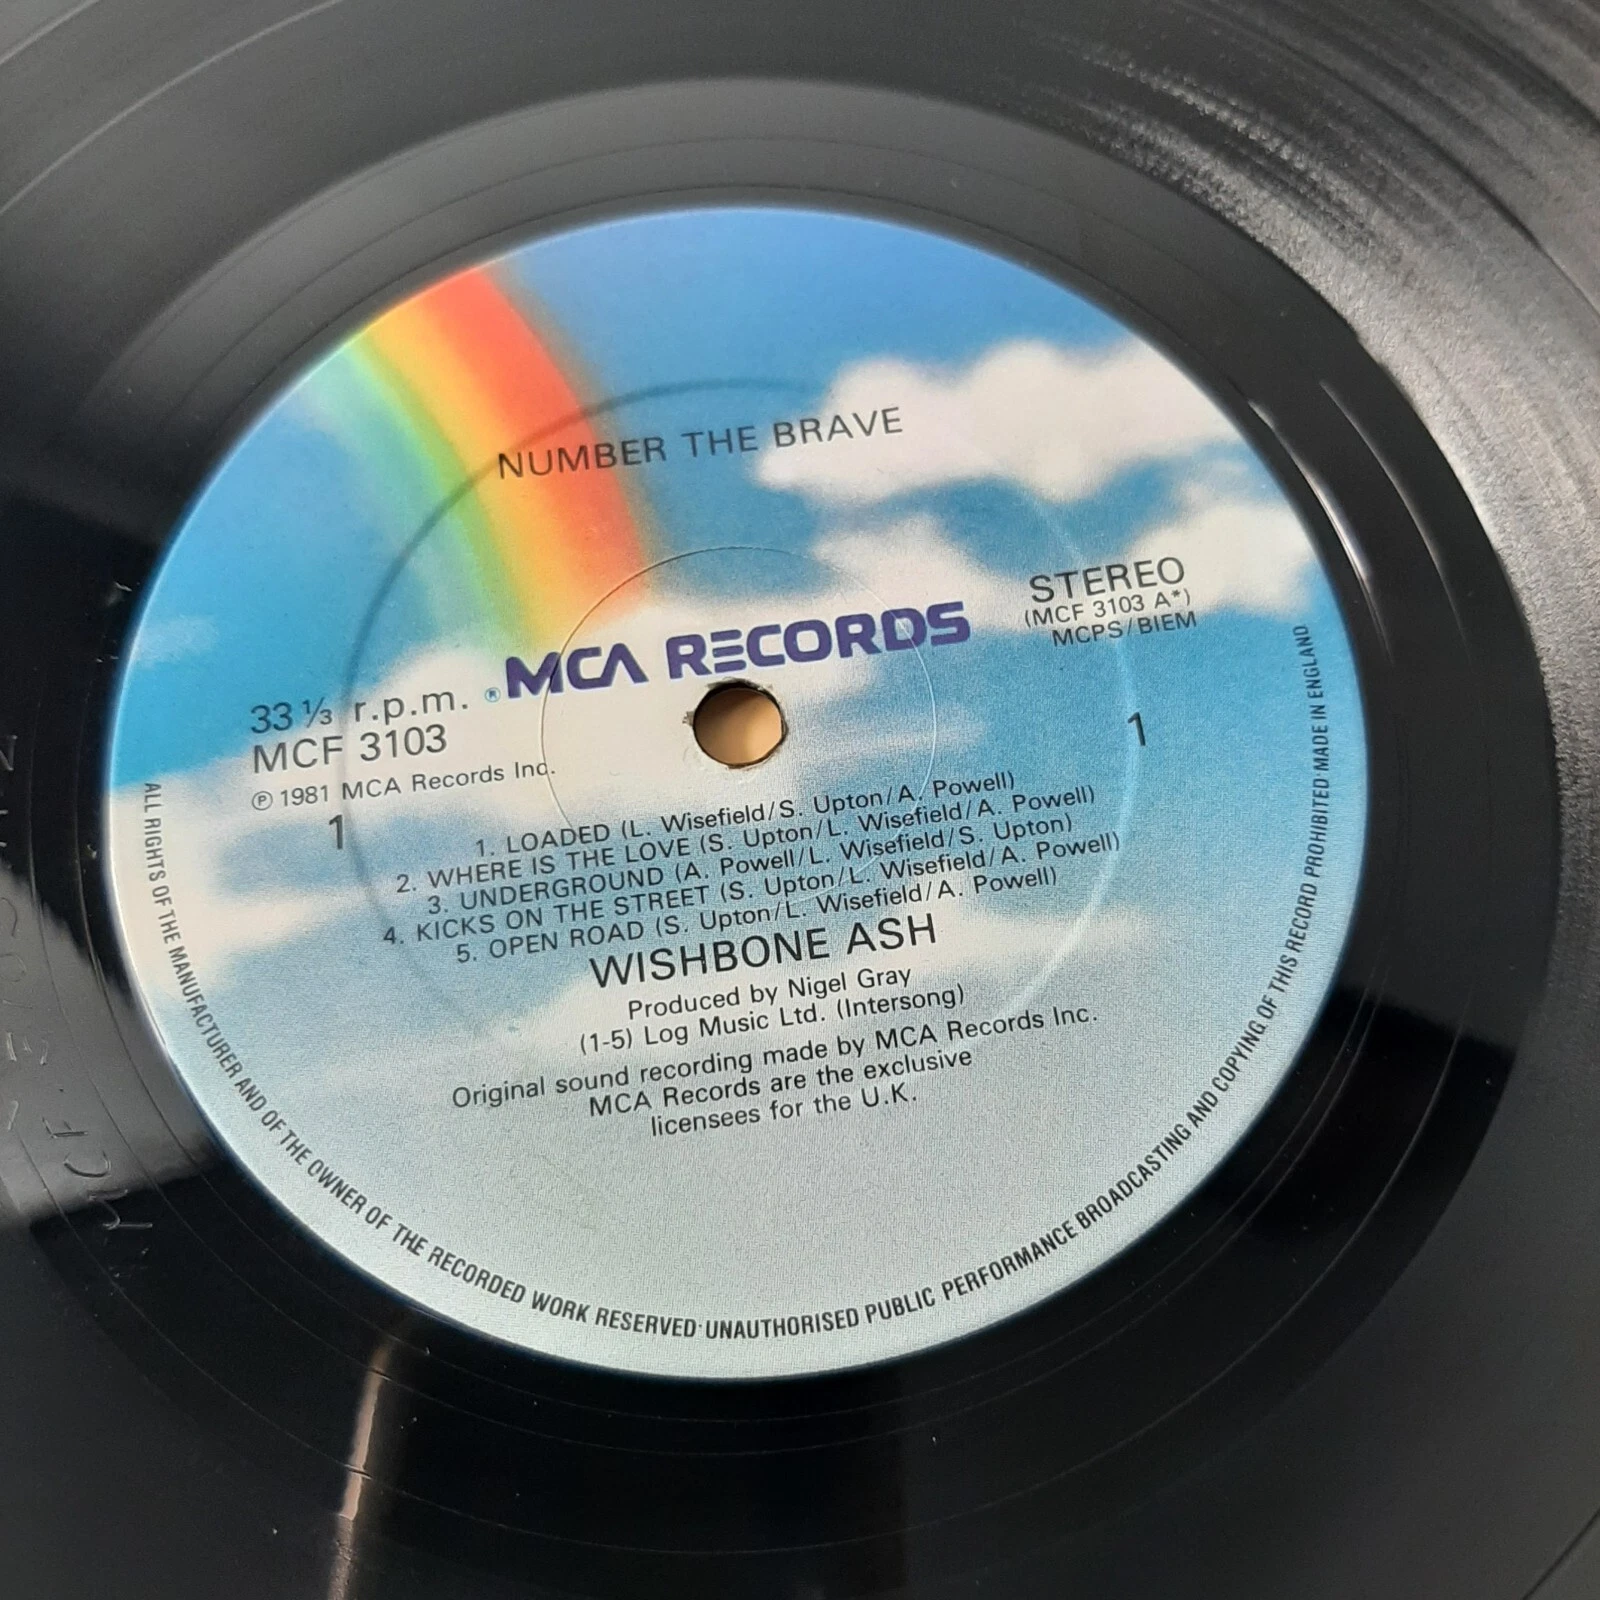 NUMBER THE BRAVE
STEREO
(MCF 3103 A*)
MCPS/BIEM
® MCA RECORDS
33 ⅓ r.p.m.
MCF 3103
℗ 1981 MCA Records Inc.
1
1
1. LOADED (L. Wisefield/S. Upton/A. Powell)
2. WHERE IS THE LOVE (S. Upton/L. Wisefield/A. Powell)
3. UNDERGROUND (A. Powell/L. Wisefield/S. Upton)
4. KICKS ON THE STREET (S. Upton/L. Wisefield/A. Powell)
5. OPEN ROAD (S. Upton/L. Wisefield/A. Powell)
WISHBONE ASH
Produced by Nigel Gray
(1-5) Log Music Ltd. (Intersong)
Original sound recording made by MCA Records Inc.
MCA Records are the exclusive
licensees for the U.K.
ALL RIGHTS OF THE MANUFACTURER AND OF THE OWNER OF THE RECORDED WORK RESERVED·UNAUTHORISED PUBLIC PERFORMANCE BROADCASTING AND COPYING OF THIS RECORD PROHIBITED·MADE IN ENGLAND